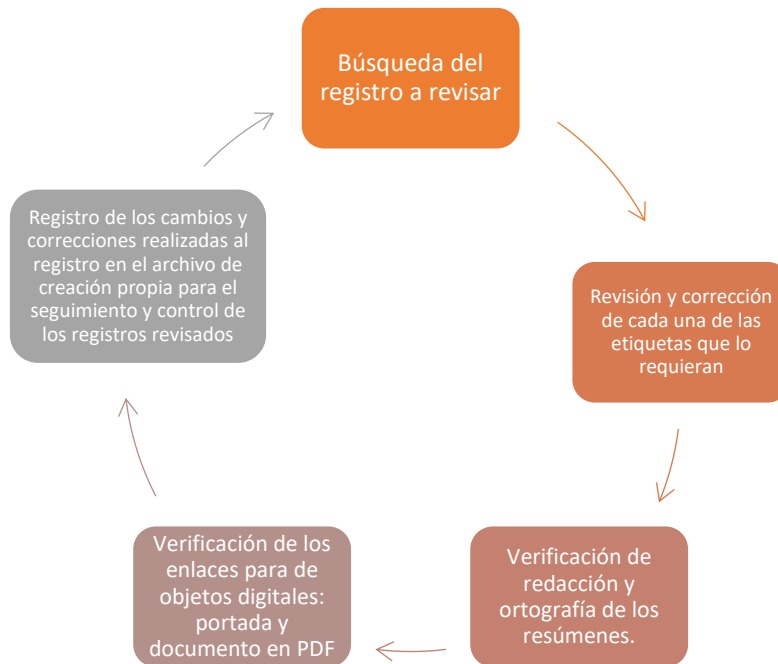 Búsqueda del
registro a revisar
Revisión y corrección
de cada una de las
etiquetas que lo
requieran
Verificación de
redacción y
ortografía de los
resúmenes.
Verificación de los
enlaces para de
objetos digitales:
portada y
documento en PDF
Registro de los cambios y
correcciones realizadas al
registro en el archivo de
creación propia para el
seguimiento y control de
los registros revisados